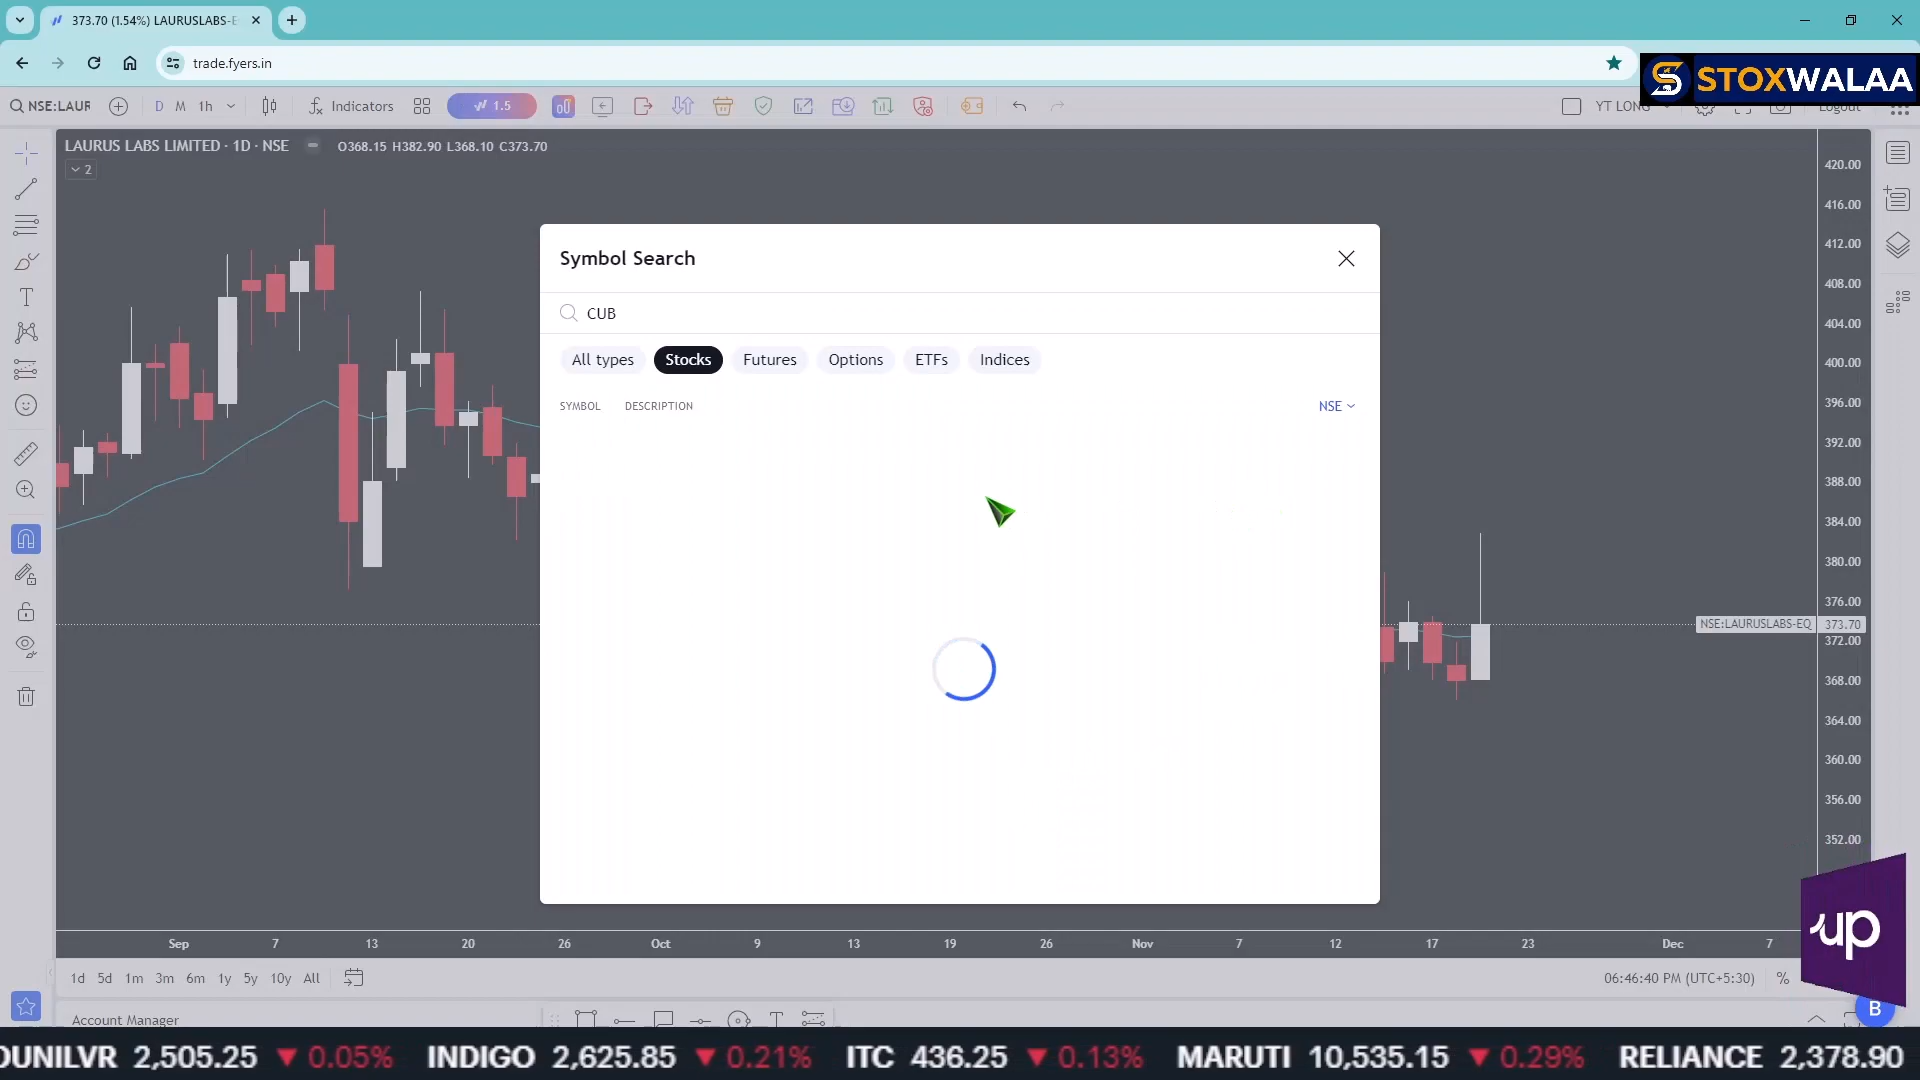 373.70 (1.54%) LAURUSLABS-E
trade.fyers.in
STOXWALAA
NSE:LAUR
D M 1h
Indicators
1.5
YT LONG
Logout
LAURUS LABS LIMITED · 1D · NSE
O368.15 H382.90 L368.10 C373.70
2
Symbol Search
CUB
All types Stocks Futures Options ETFs Indices
SYMBOL DESCRIPTION NSE
420.00
416.00
412.00
408.00
404.00
400.00
396.00
392.00
388.00
384.00
380.00
376.00
NSE:LAURUSLABS-EQ 373.70
372.00
368.00
364.00
360.00
356.00
352.00
up
Sep 7 13 20 26 Oct 9 13 19 26 Nov 7 12 17 23 Dec 7
1d 5d 1m 3m 6m 1y 5y 10y All
06:46:40 PM (UTC+5:30) %
B
Account Manager
DUNILVR 2,505.25 ▼ 0.05% INDIGO 2,625.85 ▼ 0.21% ITC 436.25 ▼ 0.13% MARUTI 10,535.15 ▼ 0.29% RELIANCE 2,378.90